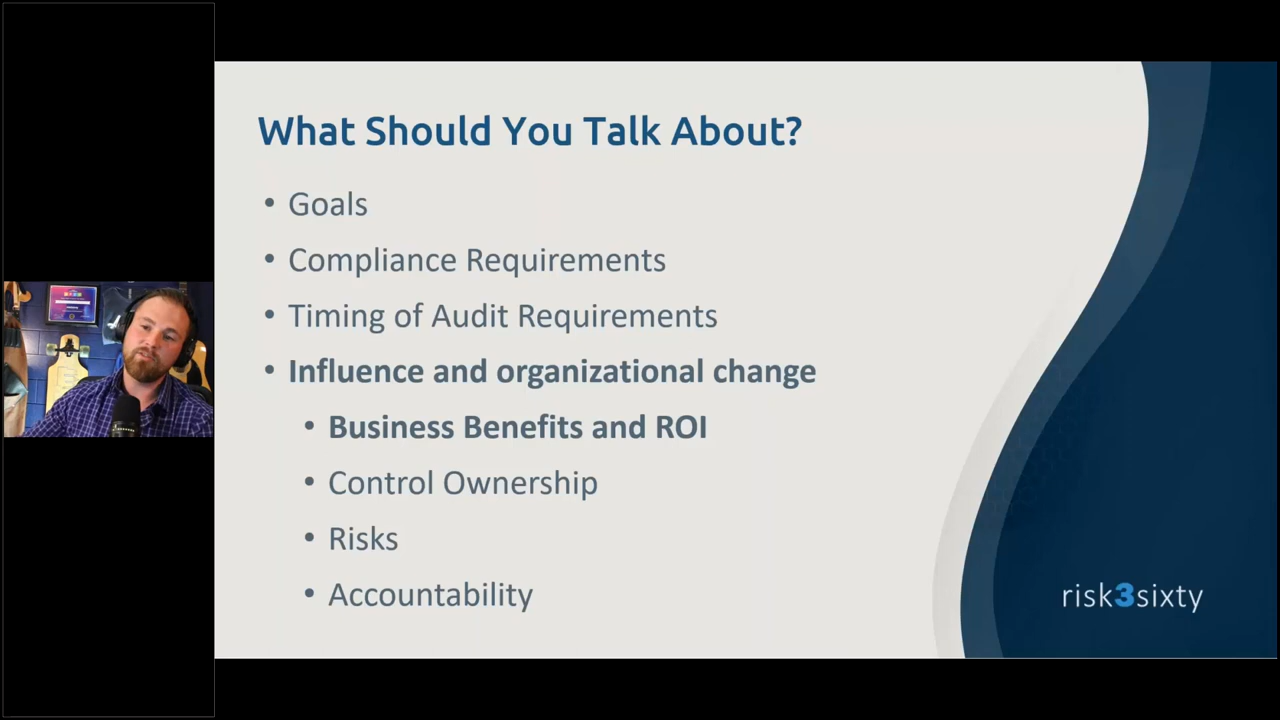 What Should You Talk About?
• Goals
• Compliance Requirements
• Timing of Audit Requirements
• Influence and organizational change
• Business Benefits and ROI
• Control Ownership
• Risks
• Accountability
risk3sixty